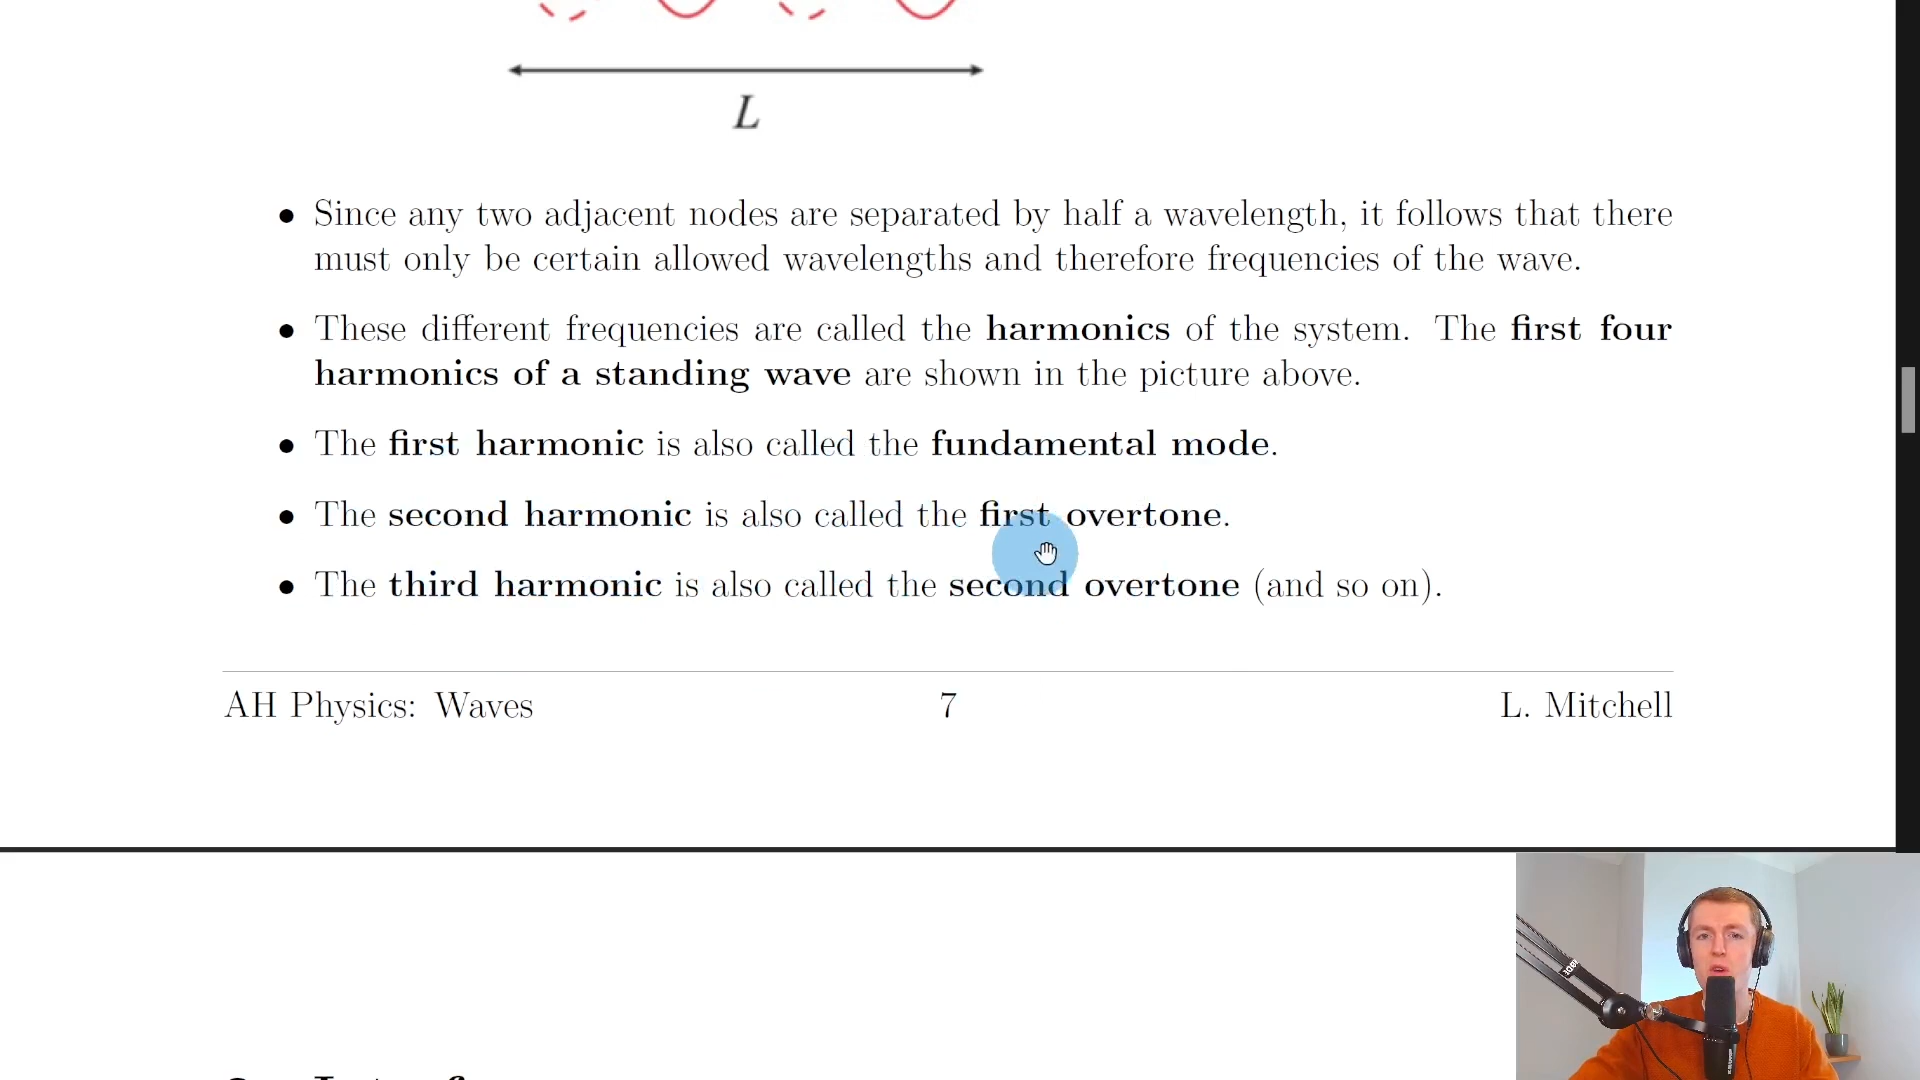 L
• Since any two adjacent nodes are separated by half a wavelength, it follows that there
must only be certain allowed wavelengths and therefore frequencies of the wave.
• These different frequencies are called the harmonics of the system. The first four
harmonics of a standing wave are shown in the picture above.
• The first harmonic is also called the fundamental mode.
• The second harmonic is also called the first overtone.
• The third harmonic is also called the second overtone (and so on).
AH Physics: Waves 7 L. Mitchell